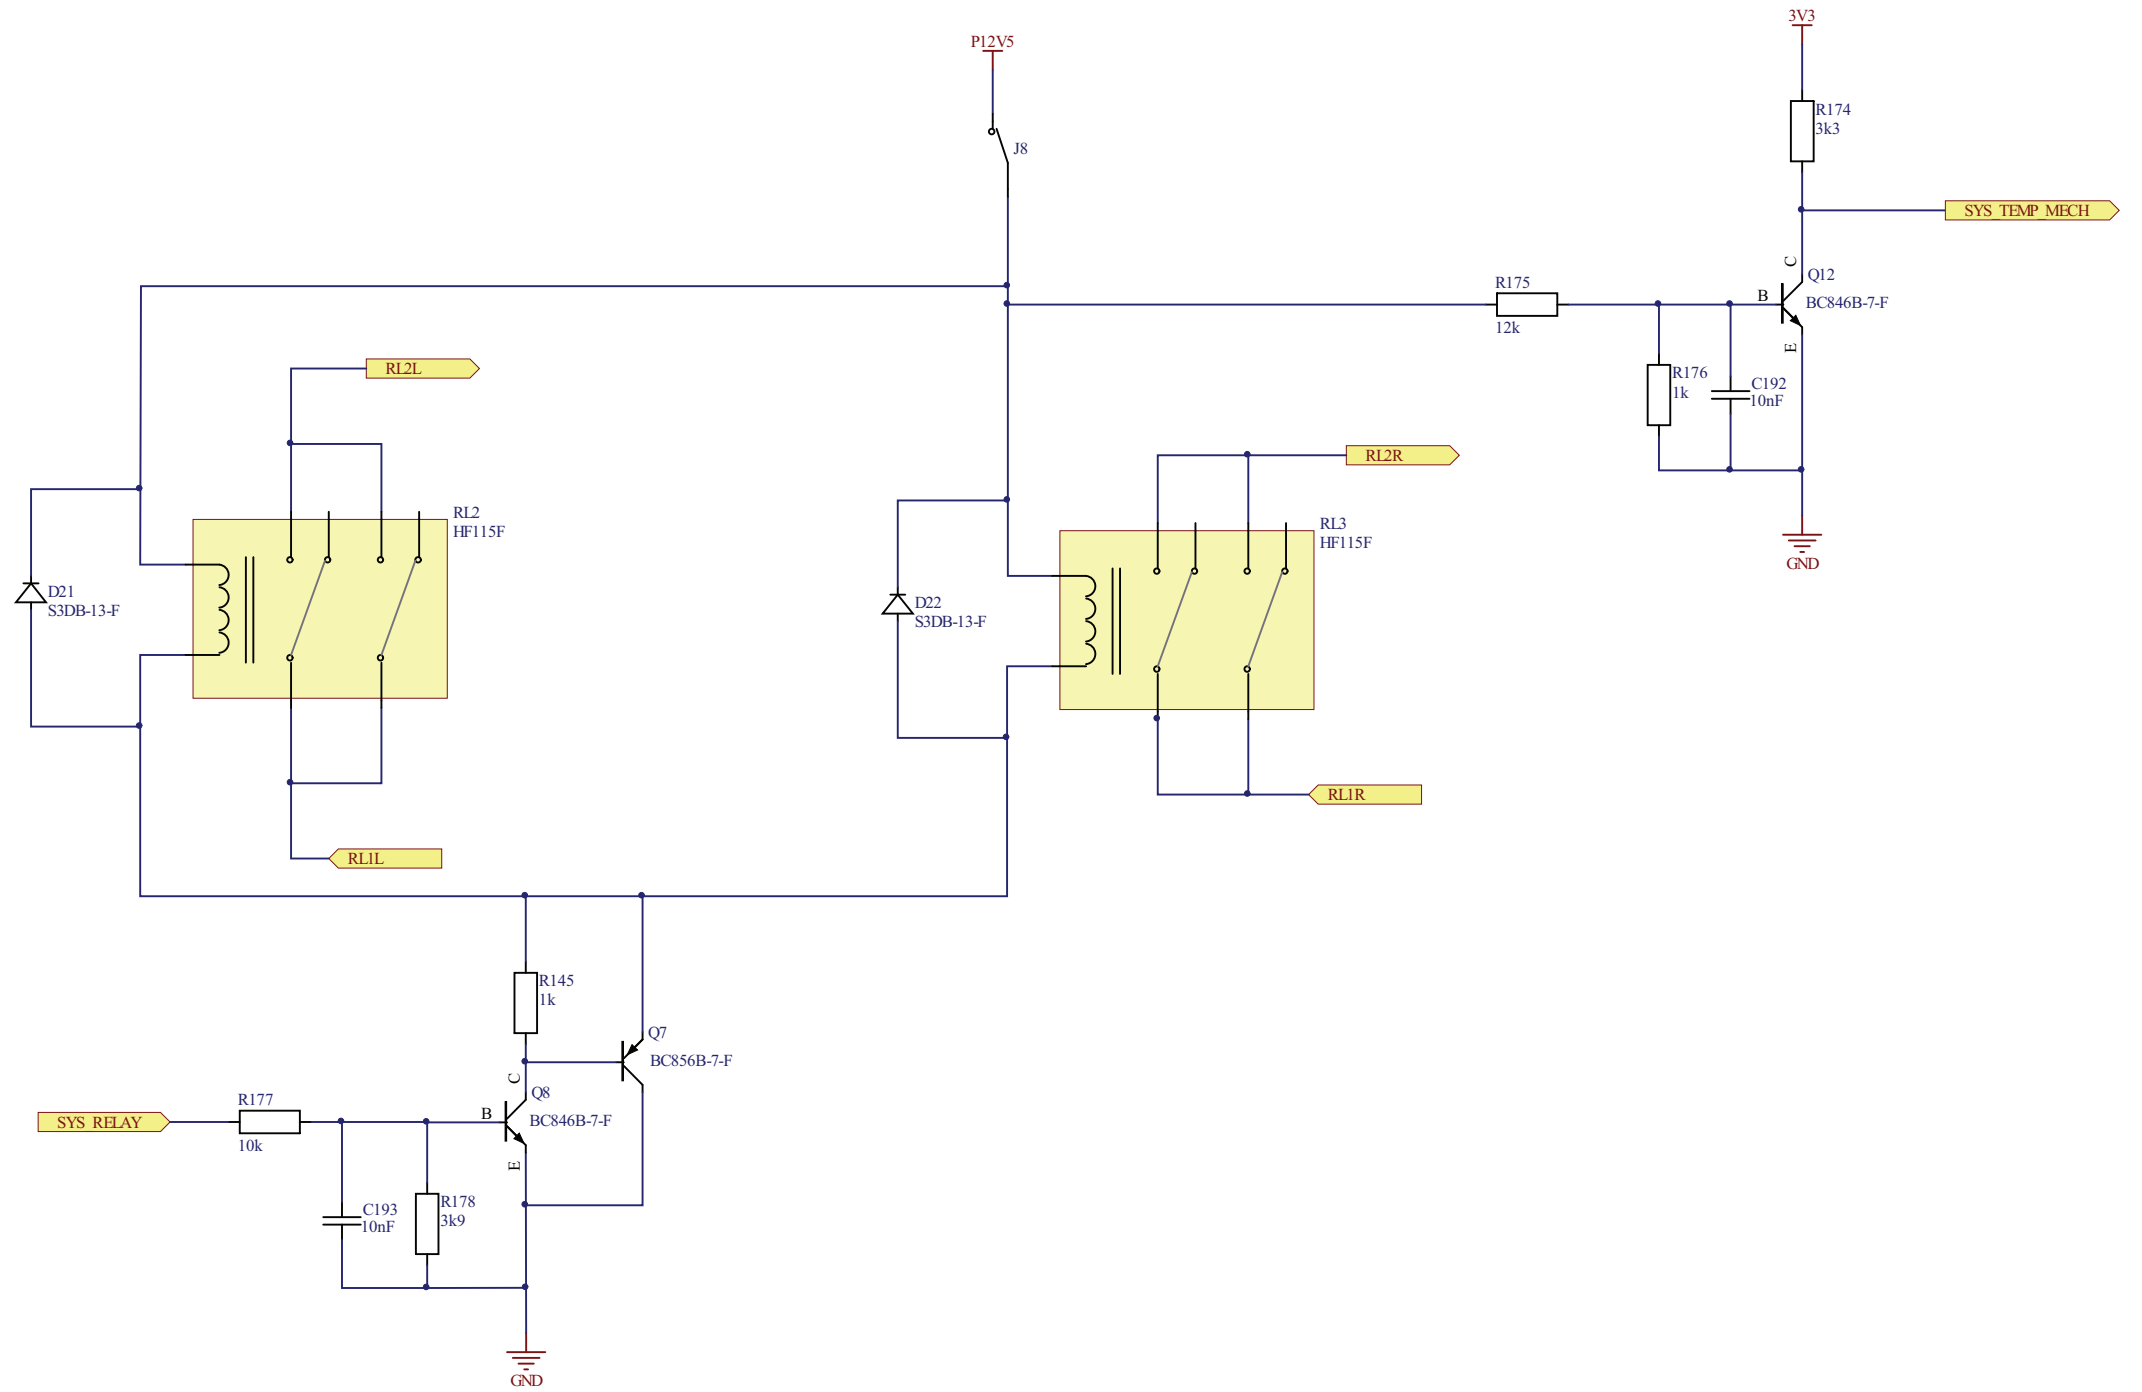 3V3
P12V5
R174
3k3
J8
SYS_TEMP_MECH
C
Q12
R175
B
BC846B-7-F
12k
E
RL2L
R176
1k
C192
10nF
RL2R
RL2
HF115F
RL3
HF115F
GND
D21
S3DB-13-F
D22
S3DB-13-F
RL1R
RL1L
R145
1k
Q7
BC856B-7-F
C
Q8
R177
B
BC846B-7-F
SYS_RELAY
10k
E
C193
10nF
R178
3k9
GND